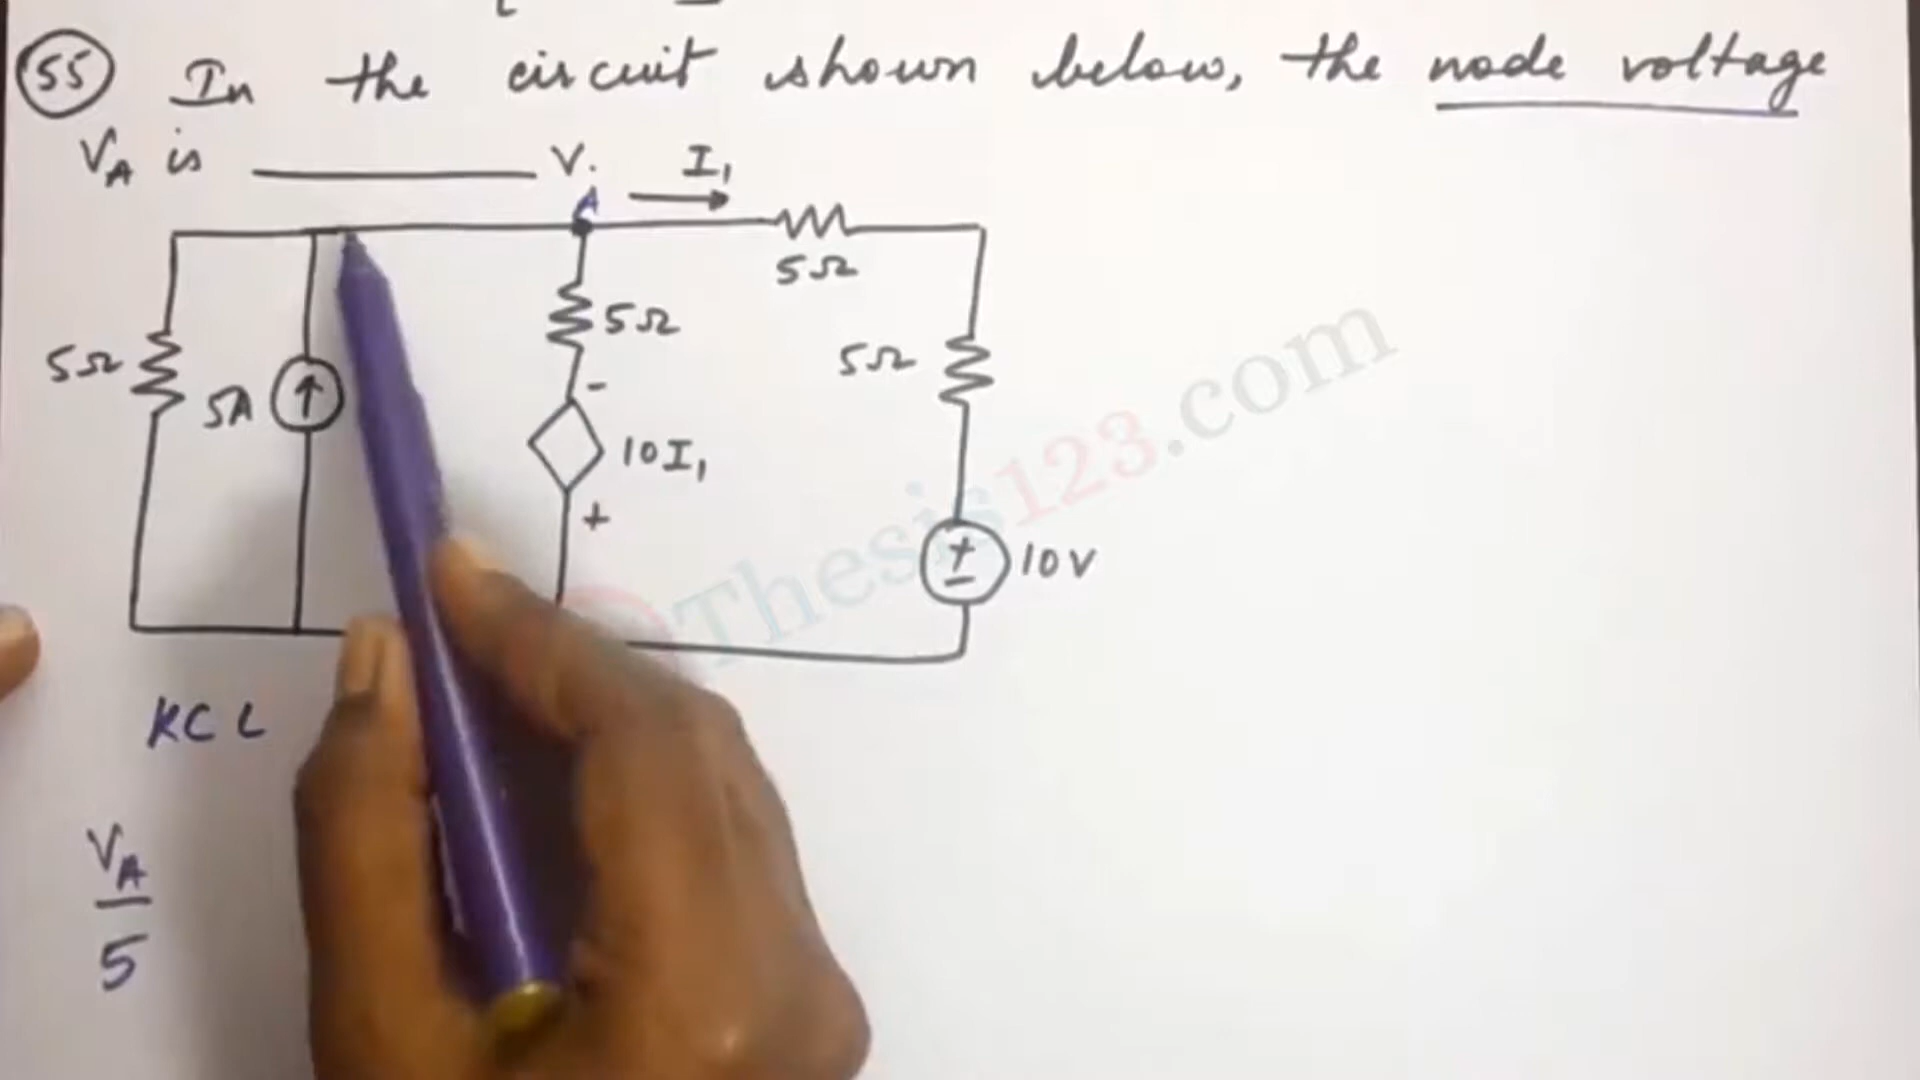 55 In the circuit shown below, the node voltage
VA is ________ V.
A
I1
5Ω
5Ω
5Ω
5A
5Ω
-
10I1
+
+
-
10V
Thesis123.com
KCL
VA
5